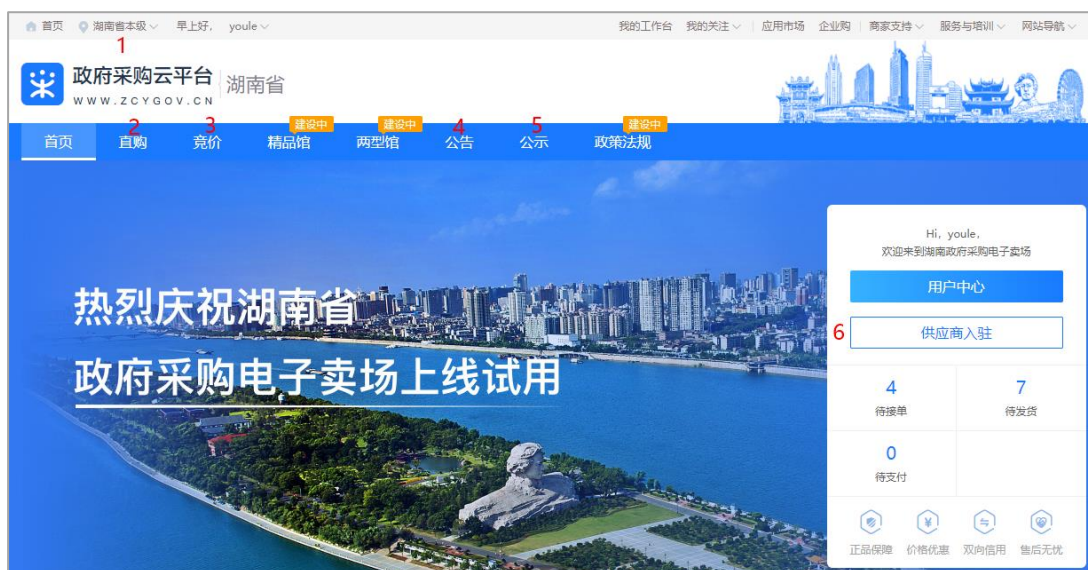 首页 湖南省本级 早上好， youle 我的工作台 我的关注 应用市场 企业购 商家支持 服务与培训 网站导航
1
政府采购云平台 湖南省
WWW.ZCYGOV.CN
建设中 建设中 建设中
2 3 4 5
首页 直购 竞价 精品馆 两型馆 公告 公示 政策法规
Hi，youle，
欢迎来到湖南政府采购电子卖场
用户中心
热烈庆祝湖南省
6 供应商入驻
政府采购电子卖场上线试用
4 7
待接单 待发货
0
待支付
正品保障 价格优惠 双向信用 售后无忧